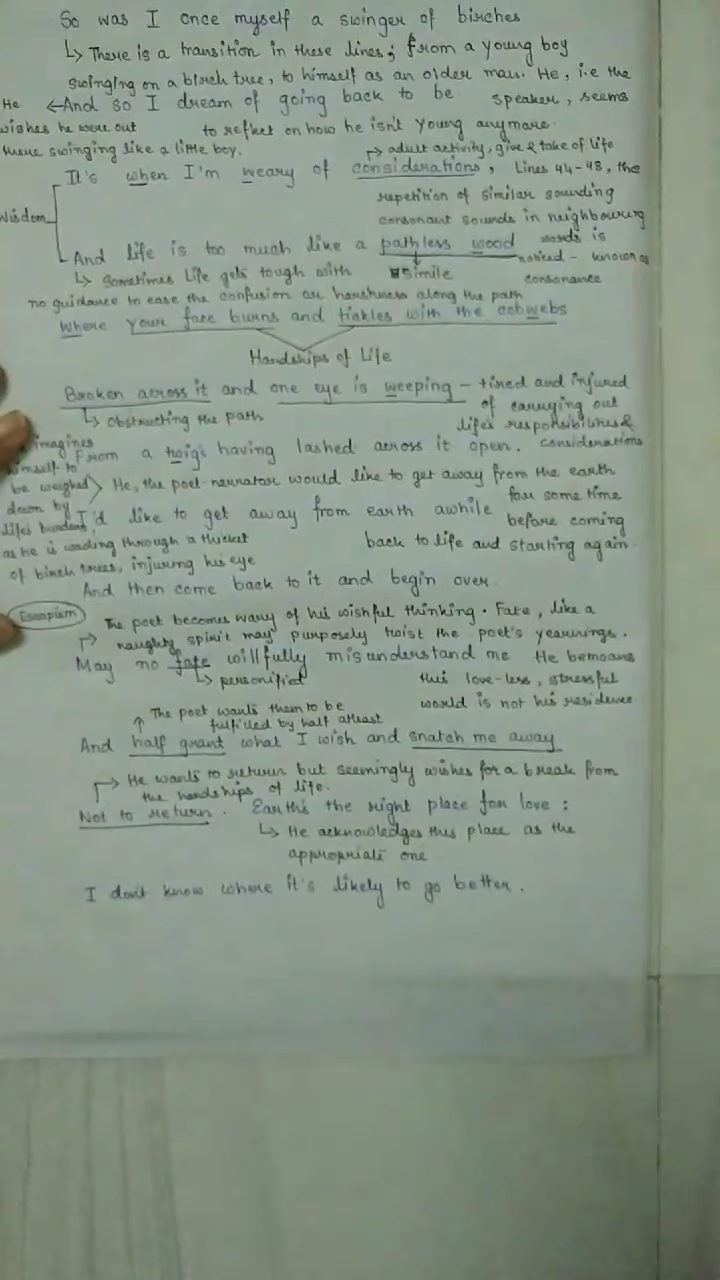 So was I once myself a swinger of birches
↳ There is a transition in these lines; from a young boy
swinging on a birch tree, to himself as an older man. He, i.e the
speaker, seems
to reflect on how he isn't young anymore.
And so I dream of going back to be.
He wishes he were out
there swinging like a little boy.
→ adult activity, give & take of life
It's when I'm weary of considerations,
Lines 44-48, the
repetition of similar sounding
consonant sounds in neighbouring
words is
noticed - known as
consonance
Wisdom
And life is too much like a pathless wood
simile
↳ Sometimes Life gets tough with
no guidance to ease the confusion or harshness along the path
Where your face burns and tickles with the cobwebs
Hardships of Life
Broken across it and one eye is weeping - tired and injured
of carrying out
life's responsibilities &
considerations
↳ Obstructing the path
From a twig's having lashed across it open.
imagines
himself to
be weighed
down by
life's burdens,
as he is wading through a thicket
of birch trees, injuring his eye
He, the poet-narrator would like to get away from the earth
for some time
before coming
back to life and starting again.
I'd like to get away from earth awhile
And then come back to it and begin over.
Escapism
The poet becomes wary of his wishful thinking. Fate, like a
naughty spirit may purposely twist the poet's yearnings.
May no fate willfully misunderstand me
↳ personified
He bemoans
this love-less, stressful
world is not his residence
↑ The poet wants them to be
fulfilled by half atleast
And half grant what I wish and snatch me away
→ He wants to return but seemingly wishes for a break from
the hardships of life.
Not to return. Earth's the right place for love:
↳ He acknowledges this place as the
appropriate one
I don't know where it's likely to go better.